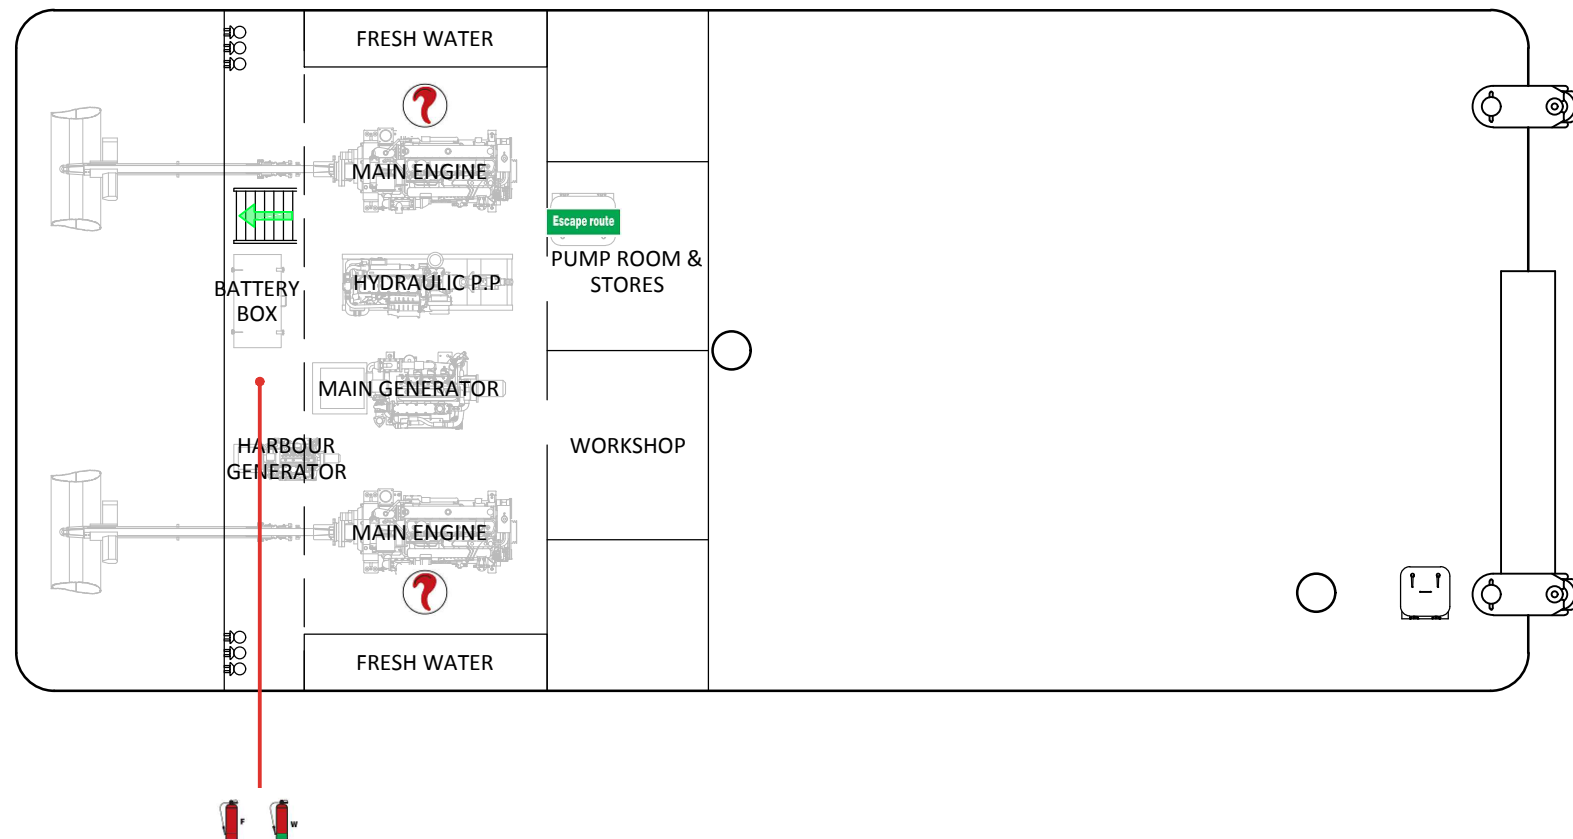 FRESH WATER
MAIN ENGINE
Escape route
PUMP ROOM &
STORES
BATTERY
BOX
HYDRAULIC P.P
MAIN GENERATOR
HARBOUR
GENERATOR
WORKSHOP
MAIN ENGINE
FRESH WATER
F
W